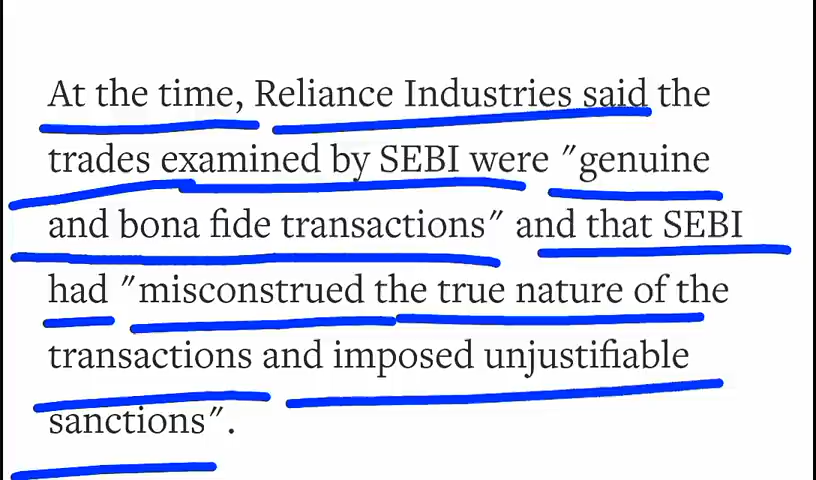 At the time, Reliance Industries said the
trades examined by SEBI were "genuine
and bona fide transactions" and that SEBI
had "misconstrued the true nature of the
transactions and imposed unjustifiable
sanctions".